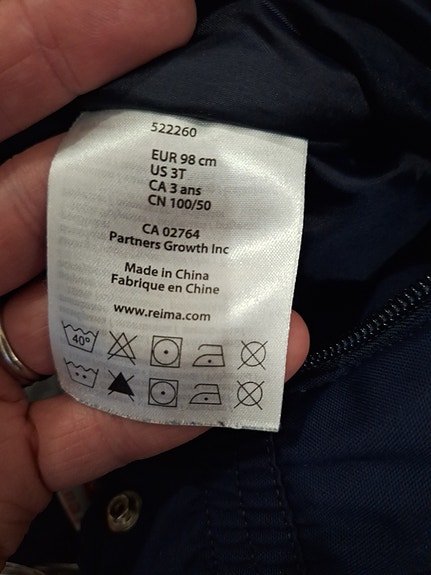 522260
EUR 98 cm
US 3T
CA 3 ans
CN 100/50
CA 02764
Partners Growth Inc
Made in China
Fabrique en Chine
www.reima.com
40°